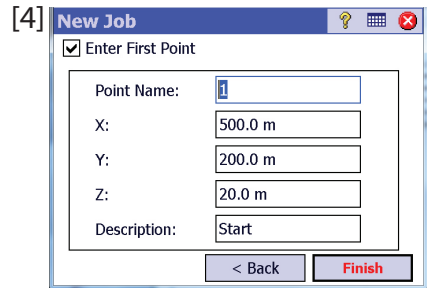 [4]
New Job
?
Enter First Point
Point Name: 1
X: 500.0 m
Y: 200.0 m
Z: 20.0 m
Description: Start
< Back Finish